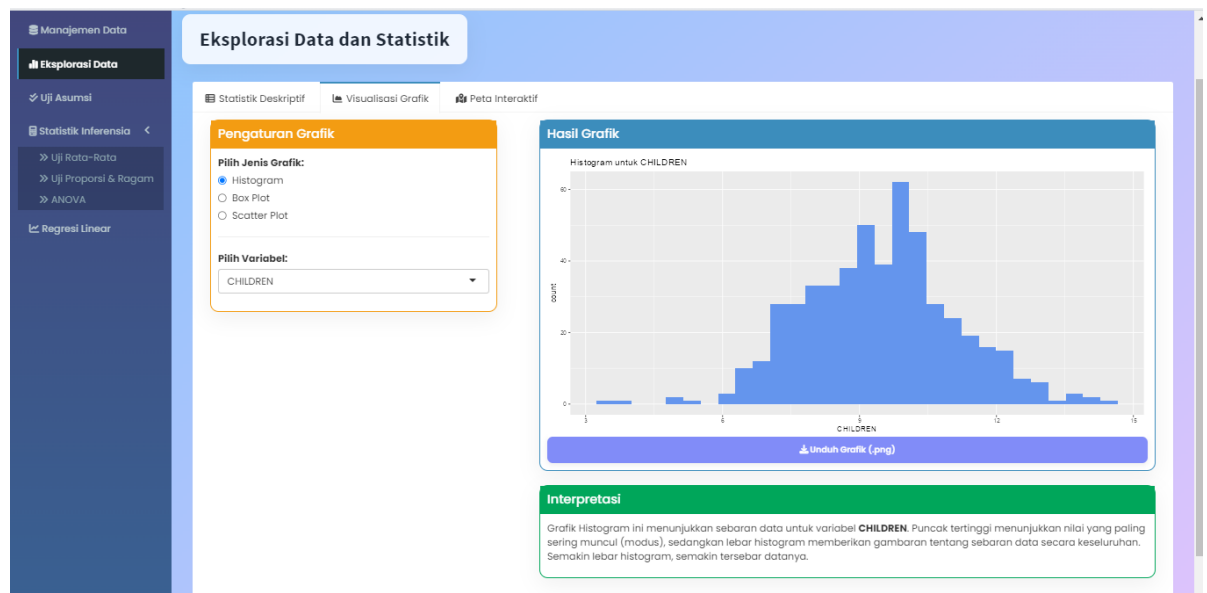 Manajemen Data
Eksplorasi Data
Uji Asumsi
Statistik Inferensia
Uji Rata-Rata
Uji Proporsi & Ragam
ANOVA
Regresi Linear
Eksplorasi Data dan Statistik
Statistik Deskriptif
Visualisasi Grafik
Peta Interaktif
Pengaturan Grafik
Pilih Jenis Grafik:
Histogram
Box Plot
Scatter Plot
Pilih Variabel:
CHILDREN
Hasil Grafik
Histogram untuk CHILDREN
60
40
20
0
count
3
6
9
12
15
CHILDREN
Unduh Grafik (.png)
Interpretasi
Grafik Histogram ini menunjukkan sebaran data untuk variabel CHILDREN. Puncak tertinggi menunjukkan nilai yang paling
sering muncul (modus), sedangkan lebar histogram memberikan gambaran tentang sebaran data secara keseluruhan.
Semakin lebar histogram, semakin tersebar datanya.